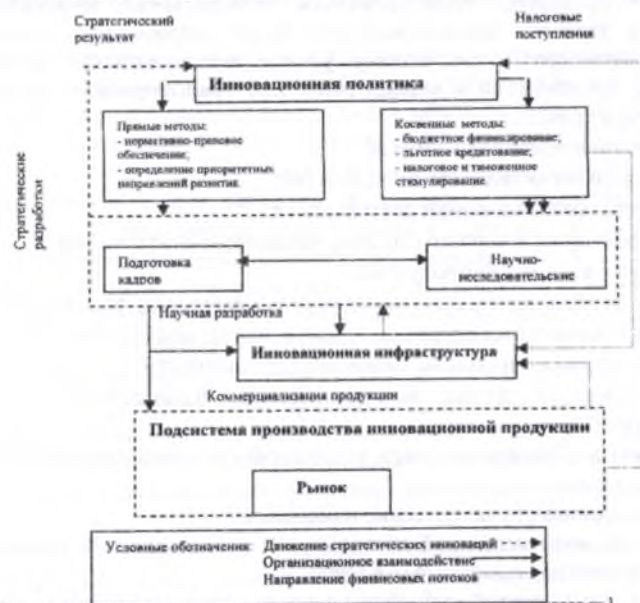 Стратегический
результат
Налоговые
поступления
Инновационная политика
Прямые методы:
- нормативно-правовое
обеспечение;
- определение приоритетных
направлений развития.
Косвенные методы:
- бюджетное финансирование;
- льготное кредитование;
- налоговое и таможенное
стимулирование.
Стратегические
разработки
Подготовка
кадров
Научно-
исследовательские
Научная разработка
Инновационная инфраструктура
Коммерциализация продукции
Подсистема производства инновационной продукции
Рынок
Условные обозначения: Движение стратегических инноваций
Организационное взаимодействие
Направление финансовых потоков